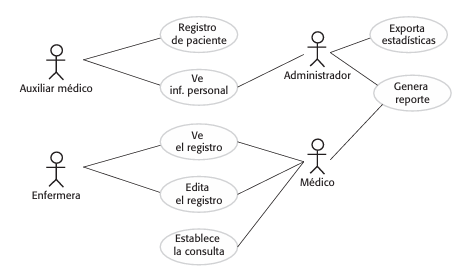 Registro
de paciente
Exporta
estadísticas
Auxiliar médico
Ve
inf. personal
Administrador
Genera
reporte
Ve
el registro
Enfermera
Edita
el registro
Médico
Establece
la consulta